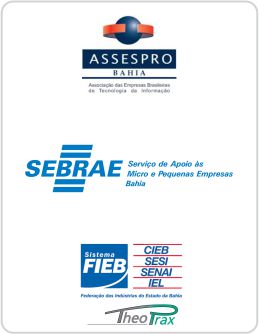 ASSESPRO
BAHIA
Associação das Empresas Brasileiras
de Tecnologia da Informação
SEBRAE
Serviço de Apoio às
Micro e Pequenas Empresas
Bahia
Sistema
FIEB
CIEB
SESI
SENAI
IEL
Federação das Indústrias do Estado da Bahia
TheoPrax